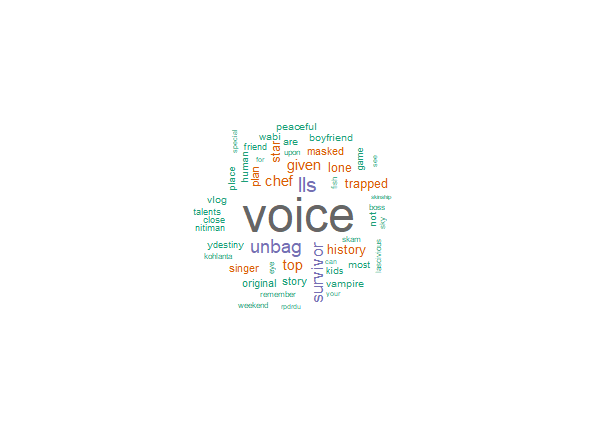 peaceful
wabi
boyfriend
special
friend
star
are
upon
masked
game
see
place
human
plan
for
given
lone
chef
lls
fish
trapped
skinship
vlog
talents
close
nitiman
voice
boss
not
sky
ydestiny
kohlanta
unbag
survivor
skam
history
lascivious
singer
eye
top
can
kids
most
original
story
vampire
remember
your
weekend
rpdrdu